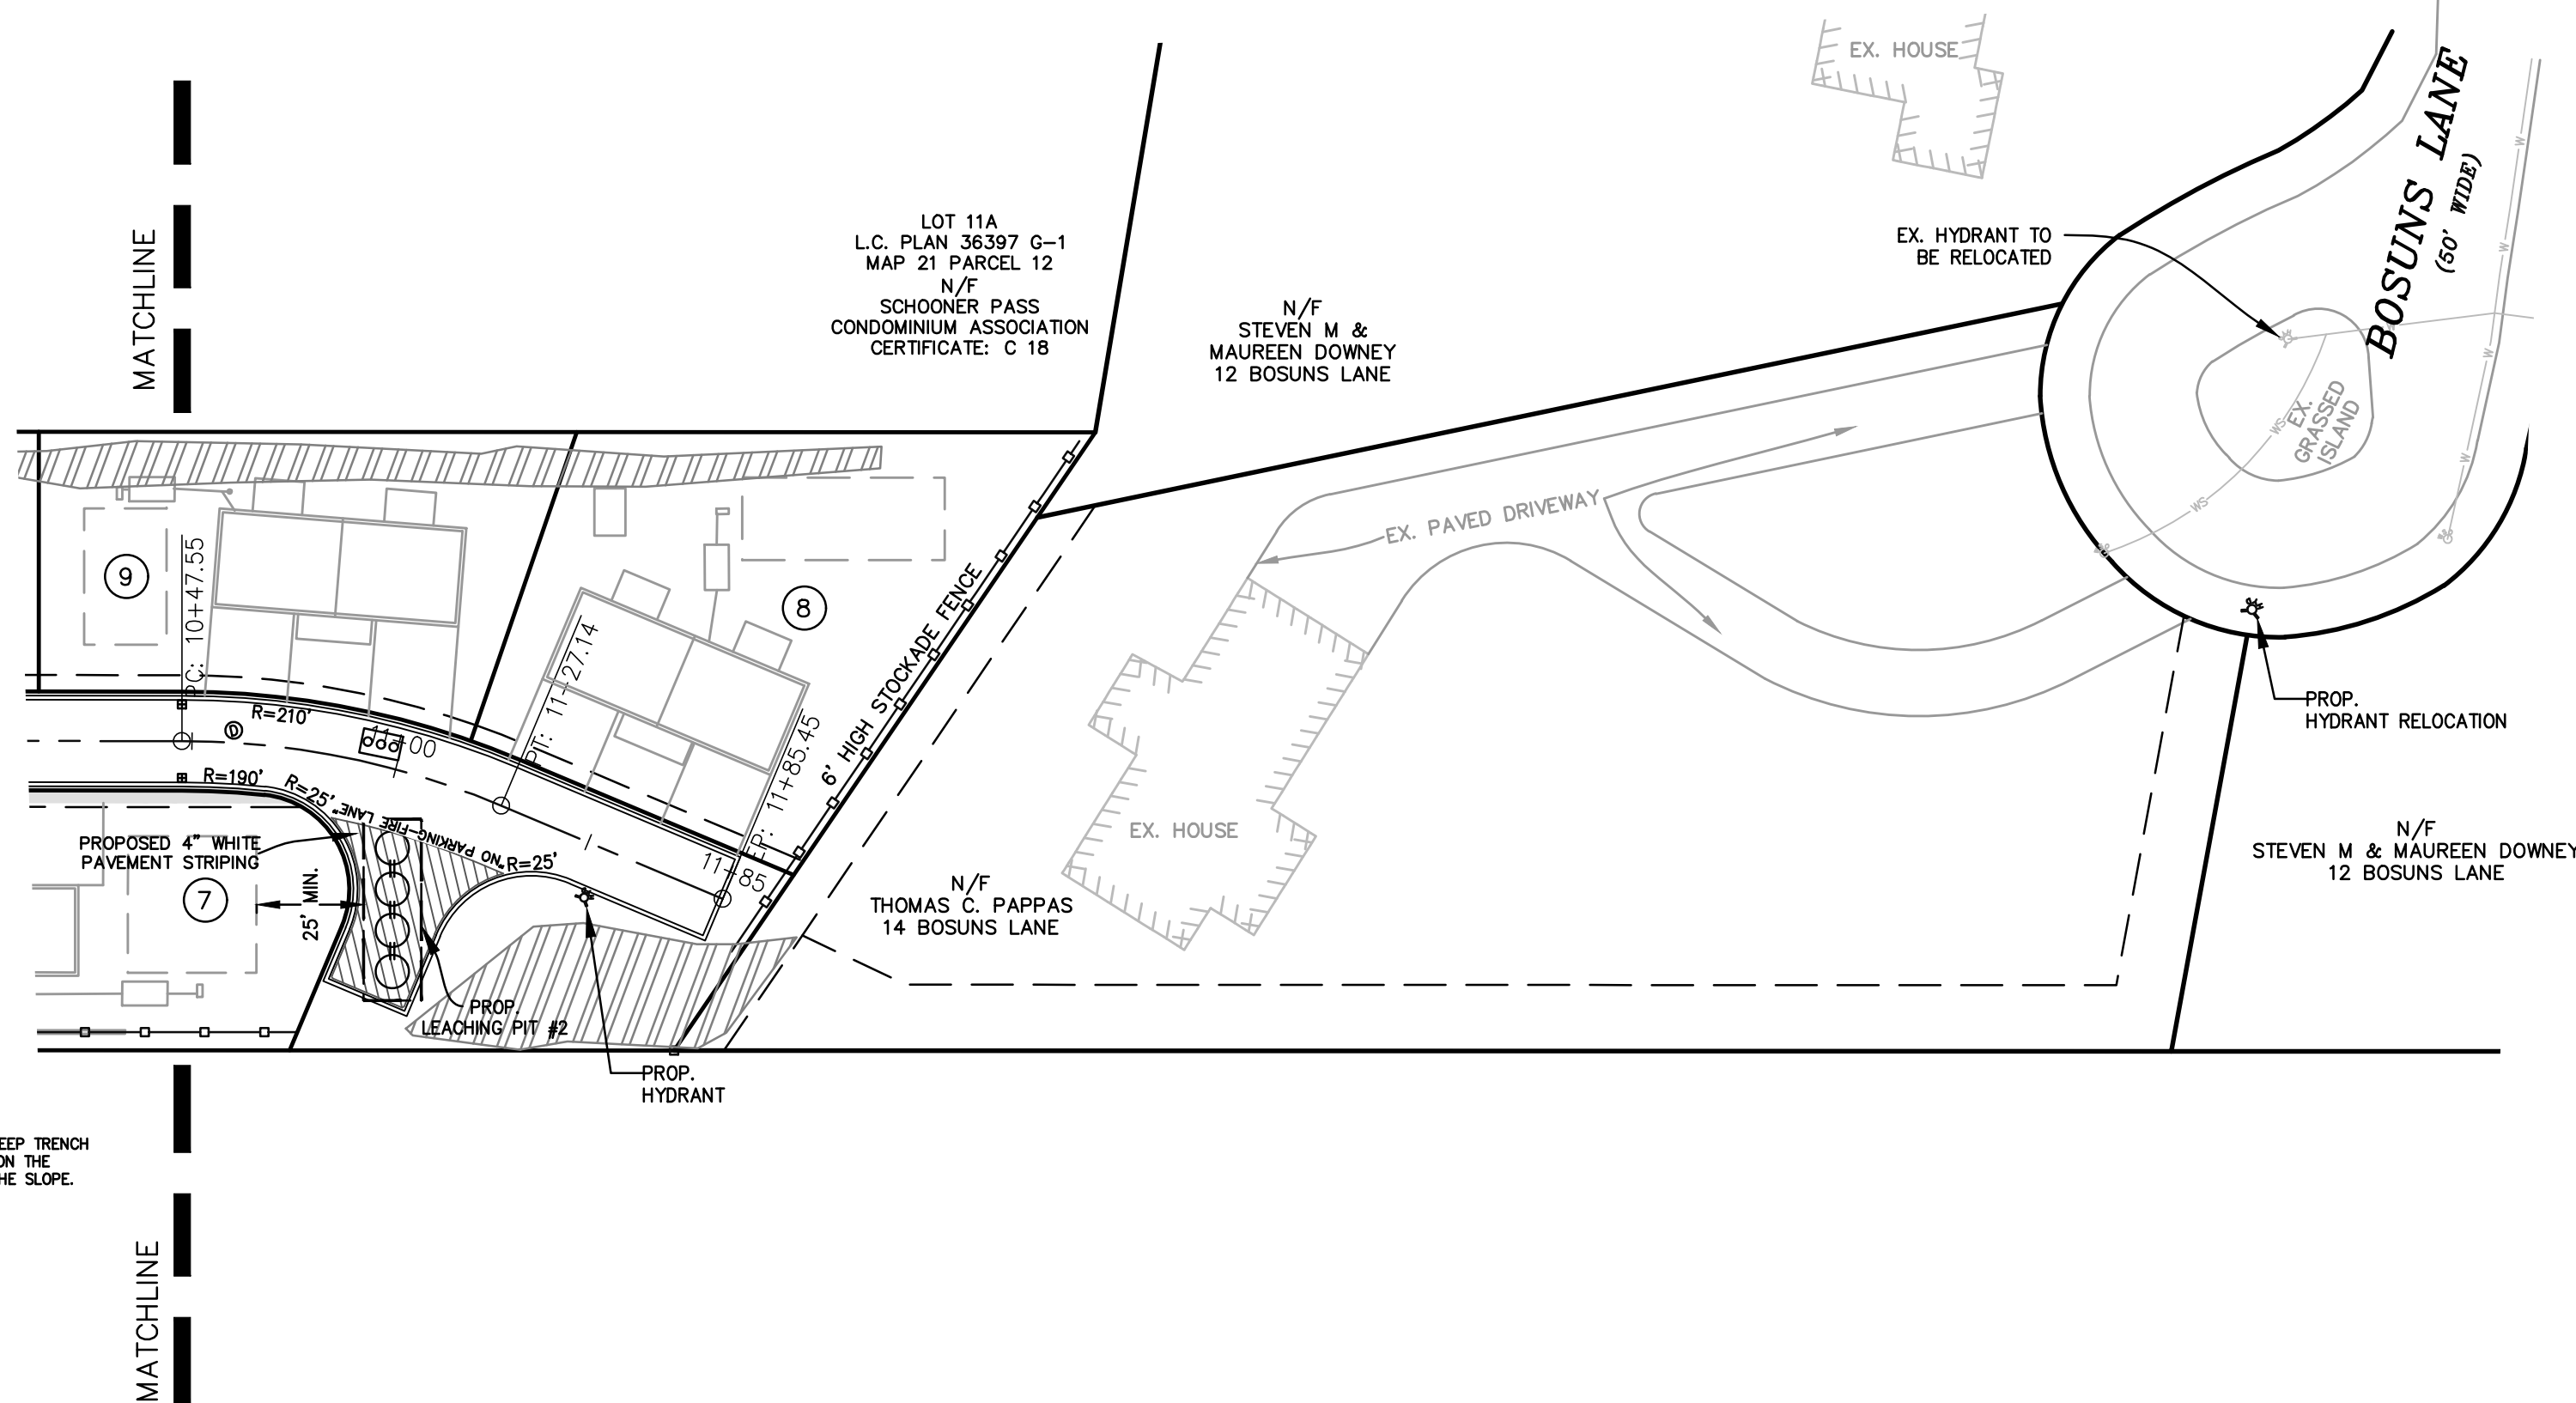 EX. HOUSE
BOSUNS LANE
(50' WIDE)
EX. HYDRANT TO
BE RELOCATED
MATCHLINE
LOT 11A
L.C. PLAN 36397 G-1
MAP 21 PARCEL 12
N/F
SCHOONER PASS
CONDOMINIUM ASSOCIATION
CERTIFICATE: C 18
N/F
STEVEN M &
MAUREEN DOWNEY
12 BOSUNS LANE
W
W
W
W
W
EX.
GRASSED
ISLAND
WS
WS
EX. PAVED DRIVEWAY
9
PC: 10+47.55
8
PT: 11+27.14
6' HIGH STOCKADE FENCE
EP: 11+85.45
R=210'
D
11+00
R=190'
R=25'
"NO PARKING-FIRE LANE"
R=25'
11+85
PROPOSED 4" WHITE
PAVEMENT STRIPING
7
25' MIN.
PROP.
LEACHING PIT #2
PROP.
HYDRANT
EX. HOUSE
N/F
THOMAS C. PAPPAS
14 BOSUNS LANE
PROP.
HYDRANT RELOCATION
N/F
STEVEN M & MAUREEN DOWNEY
12 BOSUNS LANE
EEP TRENCH
ON THE
HE SLOPE.
MATCHLINE